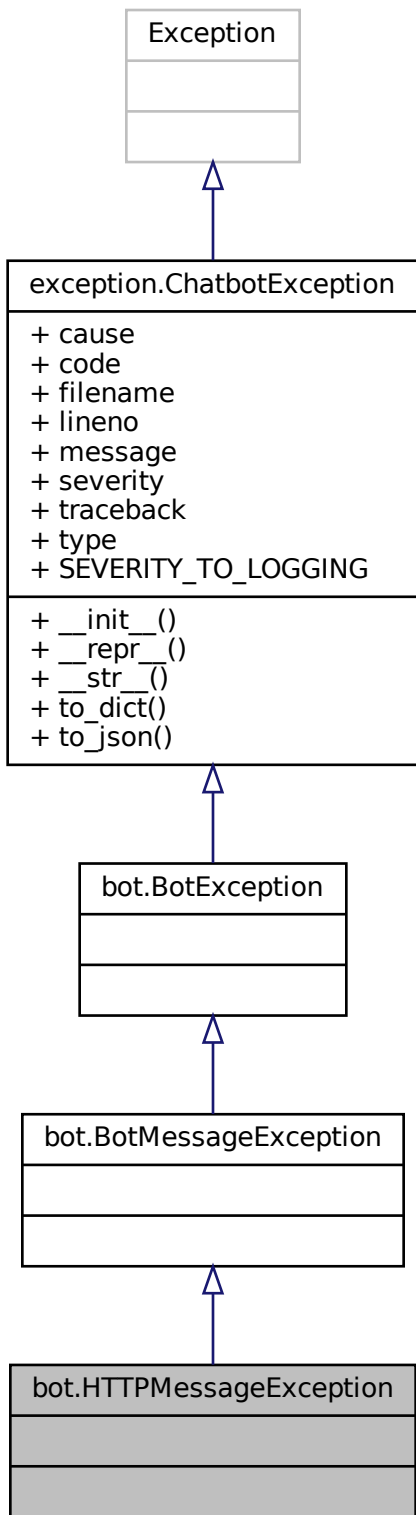 Exception
exception.ChatbotException
+ cause
+ code
+ filename
+ lineno
+ message
+ severity
+ traceback
+ type
+ SEVERITY_TO_LOGGING
+ __init__()
+ __repr__()
+ __str__()
+ to_dict()
+ to_json()
bot.BotException
bot.BotMessageException
bot.HTTPMessageException